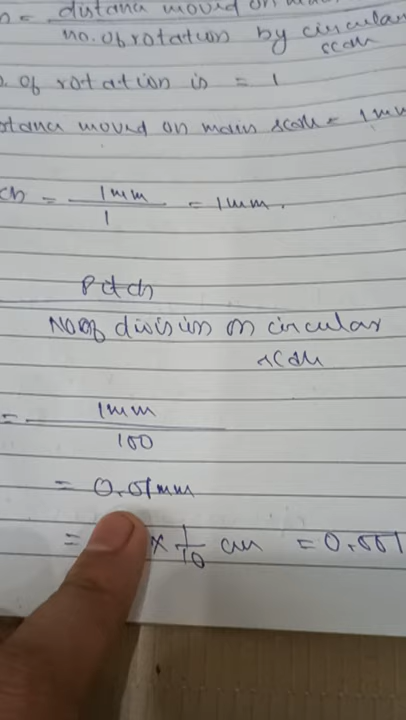 = distance moved on main
no. of rotation by circular
scale
. of rotation is = 1
stance moved on main scale = 1mm
ch = 1mm / 1 = 1mm.
Pitch
No of division on circular
scale
= 1mm / 100
= 0.01mm
= × 1/10 cm = 0.001